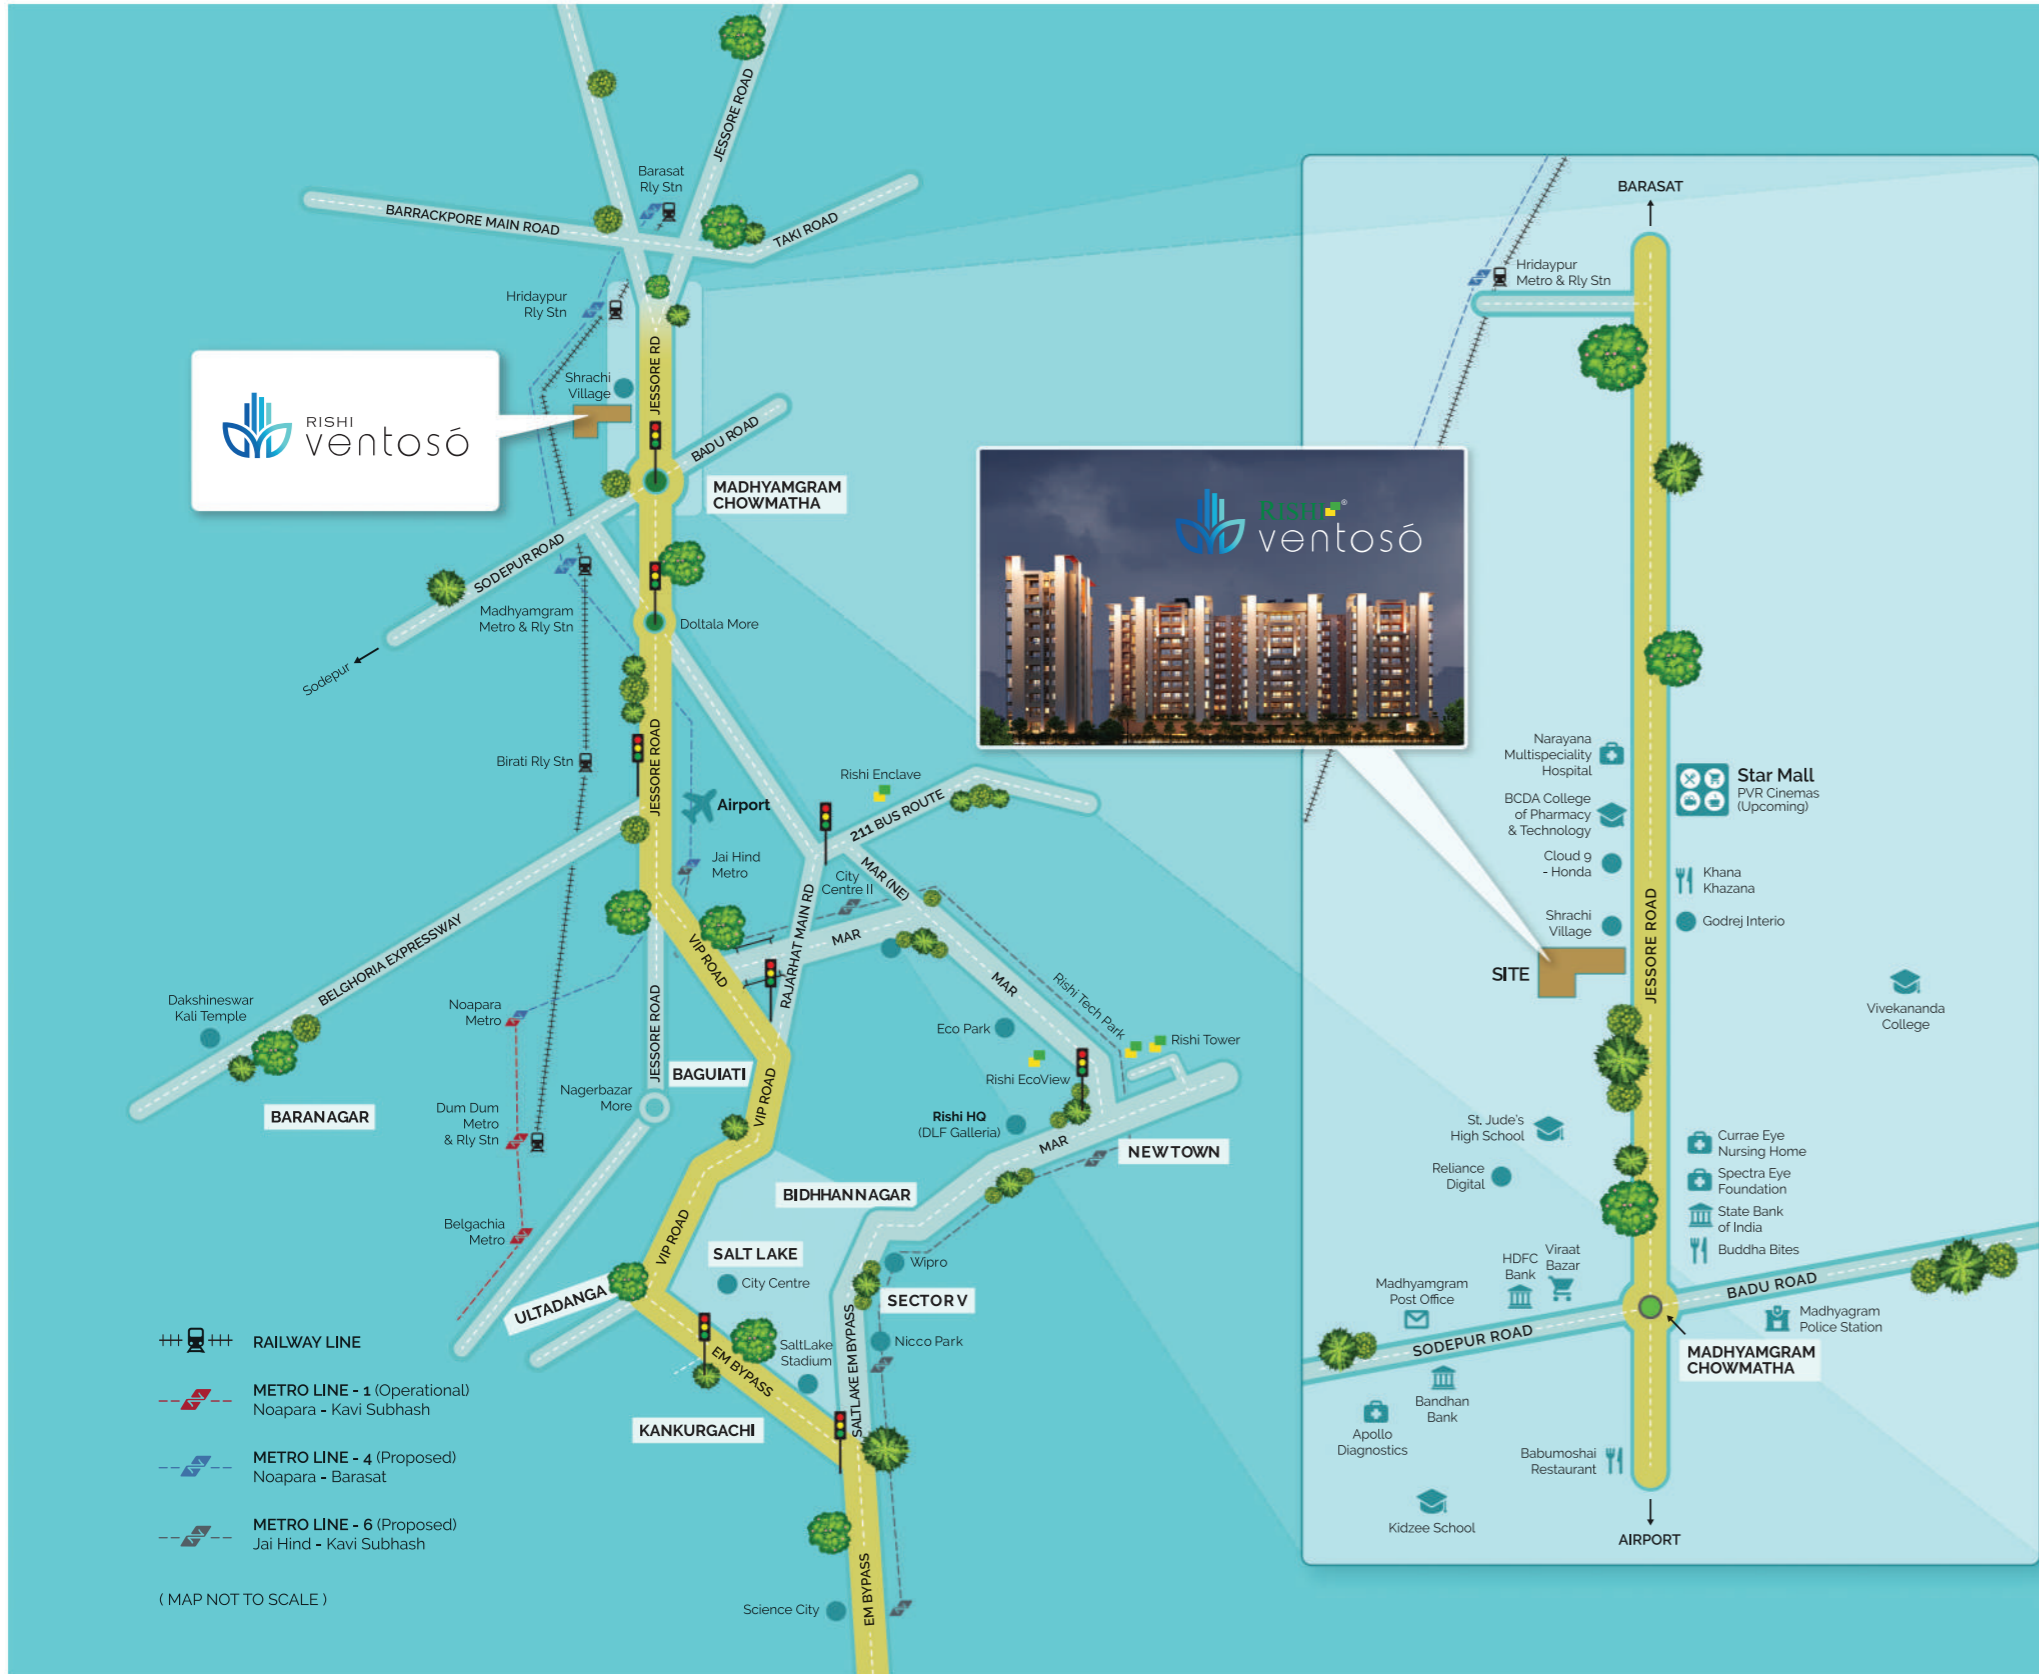 JESSORE ROAD
Barasat
Rly Stn
BARRACKPORE MAIN ROAD
TAKI ROAD
Hridaypur
Rly Stn
JESSORE RD
Shrachi
Village
RISHI
ventosó
BADU ROAD
MADHYAMGRAM
CHOWMATHA
SODEPUR ROAD
Madhyamgram
Metro & Rly Stn
Doltala More
Sodepur
JESSORE ROAD
Birati Rly Stn
Airport
Rishi Enclave
211 BUS ROUTE
Jai Hind
Metro
City
Centre II
MAR (NE)
RAJARHAT MAIN RD
MAR
VIP ROAD
BELGHORIA EXPRESSWAY
Dakshineswar
Kali Temple
Noapara
Metro
JESSORE ROAD
MAR
Rishi Tech Park
Eco Park
Rishi Tower
Rishi EcoView
BAGUIATI
Nagerbazar
More
VIP ROAD
BARANAGAR
Dum Dum
Metro
& Rly Stn
Rishi HQ
(DLF Galleria)
MAR
NEWTOWN
BIDHHANNAGAR
Belgachia
Metro
VIP ROAD
SALT LAKE
City Centre
Wipro
ULTADANGA
SECTOR V
SaltLake
Stadium
Nicco Park
EM BYPASS
SALTLAKE EM BYPASS
KANKURGACHI
EM BYPASS
Science City
RAILWAY LINE
METRO LINE - 1 (Operational)
Noapara - Kavi Subhash
METRO LINE - 4 (Proposed)
Noapara - Barasat
METRO LINE - 6 (Proposed)
Jai Hind - Kavi Subhash
( MAP NOT TO SCALE )
RISHI®
ventosó
BARASAT
Hridaypur
Metro & Rly Stn
Narayana
Multispeciality
Hospital
Star Mall
PVR Cinemas
(Upcoming)
BCDA College
of Pharmacy
& Technology
Cloud 9
- Honda
Khana
Khazana
Shrachi
Village
Godrej Interio
JESSORE ROAD
SITE
Vivekananda
College
St. Jude's
High School
Currae Eye
Nursing Home
Reliance
Digital
Spectra Eye
Foundation
State Bank
of India
Buddha Bites
Viraat
Bazar
HDFC
Bank
Madhyamgram
Post Office
BADU ROAD
Madhyagram
Police Station
SODEPUR ROAD
MADHYAMGRAM
CHOWMATHA
Bandhan
Bank
Apollo
Diagnostics
Babumoshai
Restaurant
Kidzee School
AIRPORT